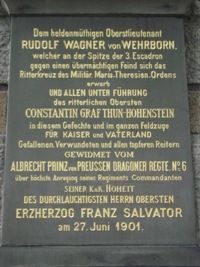 Dem heldenmüthigen Oberstlieutenant
RUDOLF WAGNER von WEHRBORN,
welcher an der Spitze der 3. Escadron
gegen einen übermächtigen Feind sich das
Ritterkreuz des Militär. Maria-Theresien-Ordens
erwarb
UND ALLEN UNTER FÜHRUNG
des ritterlichen Obersten
CONSTANTIN GRAF THUN-HOHENSTEIN
in diesem Gefechte und im ganzen Feldzuge
FÜR KAISER und VATERLAND
Gefallenen, Verwundeten und allen tapferen Reitern
GEWIDMET VOM
ALBRECHT PRINZ von PREUSSEN DRAGONER REGTE. No. 6
über höchste Anregung seines Regiments Commandanten
SEINER K.u.K. HOHEIT
DES DURCHLAUCHTIGSTEN HERRN OBERSTEN
ERZHERZOG FRANZ SALVATOR
am 27. Juni 1901.